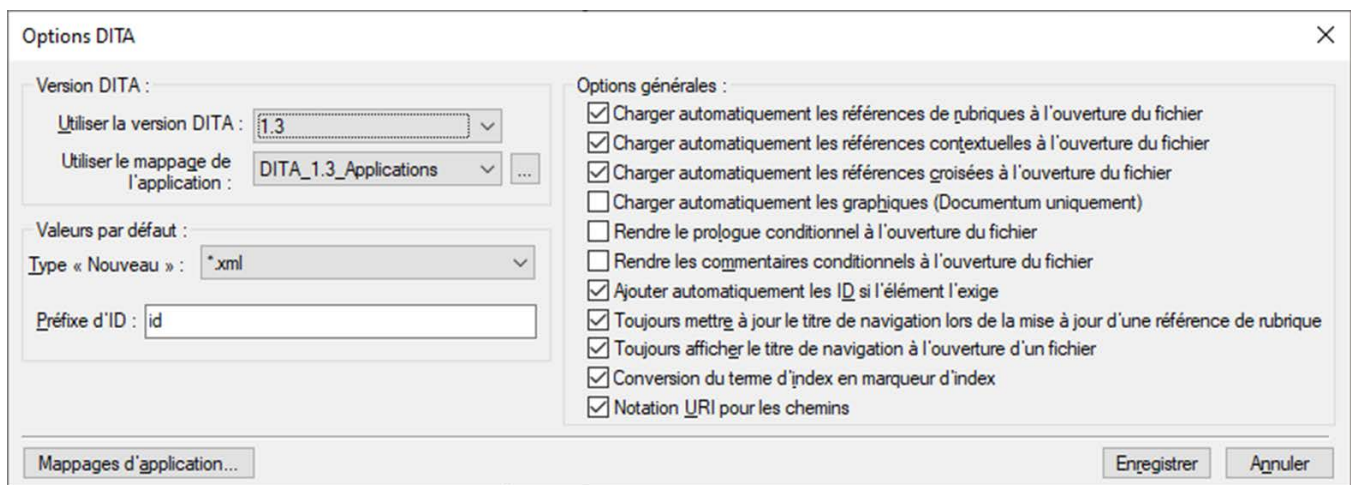 Options DITA
Version DITA :
Utiliser la version DITA : 1.3
Utiliser le mappage de
l'application : DITA_1.3_Applications ...
Valeurs par défaut :
Type « Nouveau » : *.xml
Préfixe d'ID : id
Options générales :
Charger automatiquement les références de rubriques à l'ouverture du fichier
Charger automatiquement les références contextuelles à l'ouverture du fichier
Charger automatiquement les références croisées à l'ouverture du fichier
Charger automatiquement les graphiques (Documentum uniquement)
Rendre le prologue conditionnel à l'ouverture du fichier
Rendre les commentaires conditionnels à l'ouverture du fichier
Ajouter automatiquement les ID si l'élément l'exige
Toujours mettre à jour le titre de navigation lors de la mise à jour d'une référence de rubrique
Toujours afficher le titre de navigation à l'ouverture d'un fichier
Conversion du terme d'index en marqueur d'index
Notation URI pour les chemins
Mappages d'application... Enregistrer Annuler